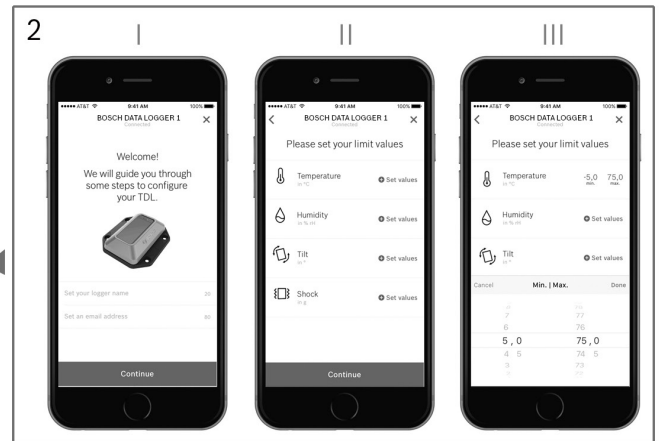 2
I
II
III
●●●●● AT&T 9:41 AM 100%
BOSCH DATA LOGGER 1
Connected
Welcome!
We will guide you through
some steps to configure
your TDL.
Set your logger name 20
Set an email address 80
Continue
●●●●● AT&T 9:41 AM 100%
BOSCH DATA LOGGER 1
Connected
Please set your limit values
Temperature
in °C
Set values
Humidity
in % rH
Set values
Tilt
in °
Set values
Shock
in g
Set values
Continue
●●●●● AT&T 9:41 AM 100%
BOSCH DATA LOGGER 1
Connected
Please set your limit values
Temperature -5,0 75,0
in °C min. max.
Humidity
in % rH
Set values
Tilt
in °
Set values
Cancel Min. | Max. Done
7 77
6 76
5 , 0 75 , 0
4 5 74 5
3 73